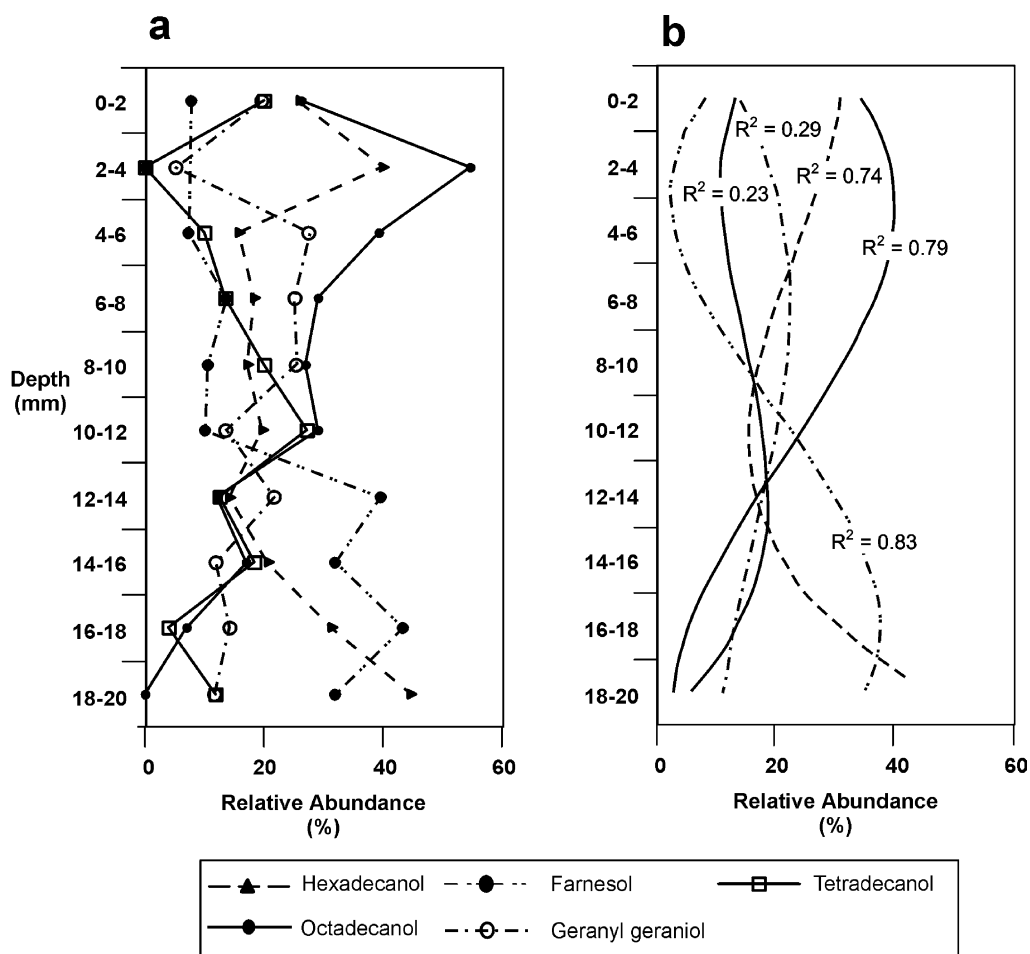 a
b
0-2
2-4
4-6
6-8
8-10
10-12
12-14
14-16
16-18
18-20
Depth
(mm)
0 20 40 60
Relative Abundance
(%)
0-2
2-4
4-6
6-8
8-10
10-12
12-14
14-16
16-18
18-20
R² = 0.29
R² = 0.74
R² = 0.23
R² = 0.79
R² = 0.83
0 20 40 60
Relative Abundance
(%)
Hexadecanol Farnesol Tetradecanol
Octadecanol Geranyl geraniol